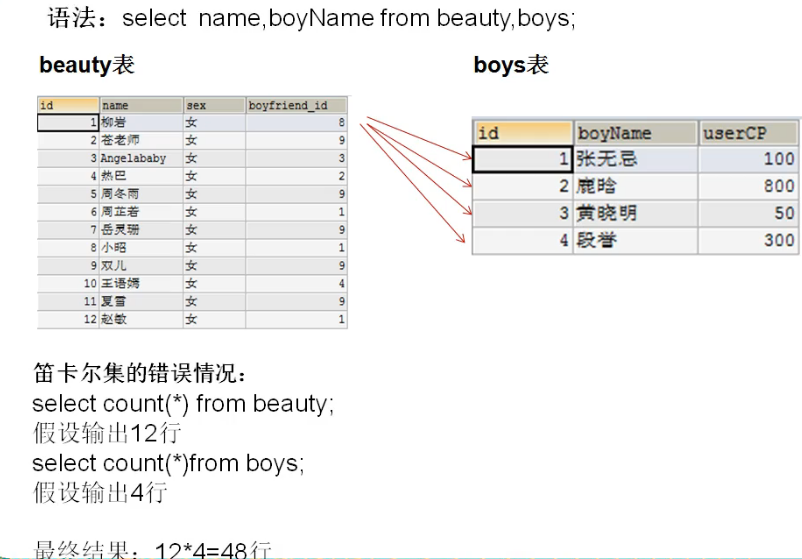 语法：select name,boyName from beauty,boys;
beauty表
boys表
id name sex boyfriend_id
1 柳岩 女 8
2 苍老师 女 9
3 Angelababy 女 3
4 热巴 女 2
5 周冬雨 女 9
6 周芷若 女 1
7 岳灵珊 女 9
8 小昭 女 1
9 双儿 女 9
10 王语嫣 女 4
11 夏雪 女 9
12 赵敏 女 1
id boyName userCP
1 张无忌 100
2 鹿晗 800
3 黄晓明 50
4 段誉 300
笛卡尔集的错误情况：
select count(*) from beauty;
假设输出12行
select count(*)from boys;
假设输出4行
最终结果：12*4=48行